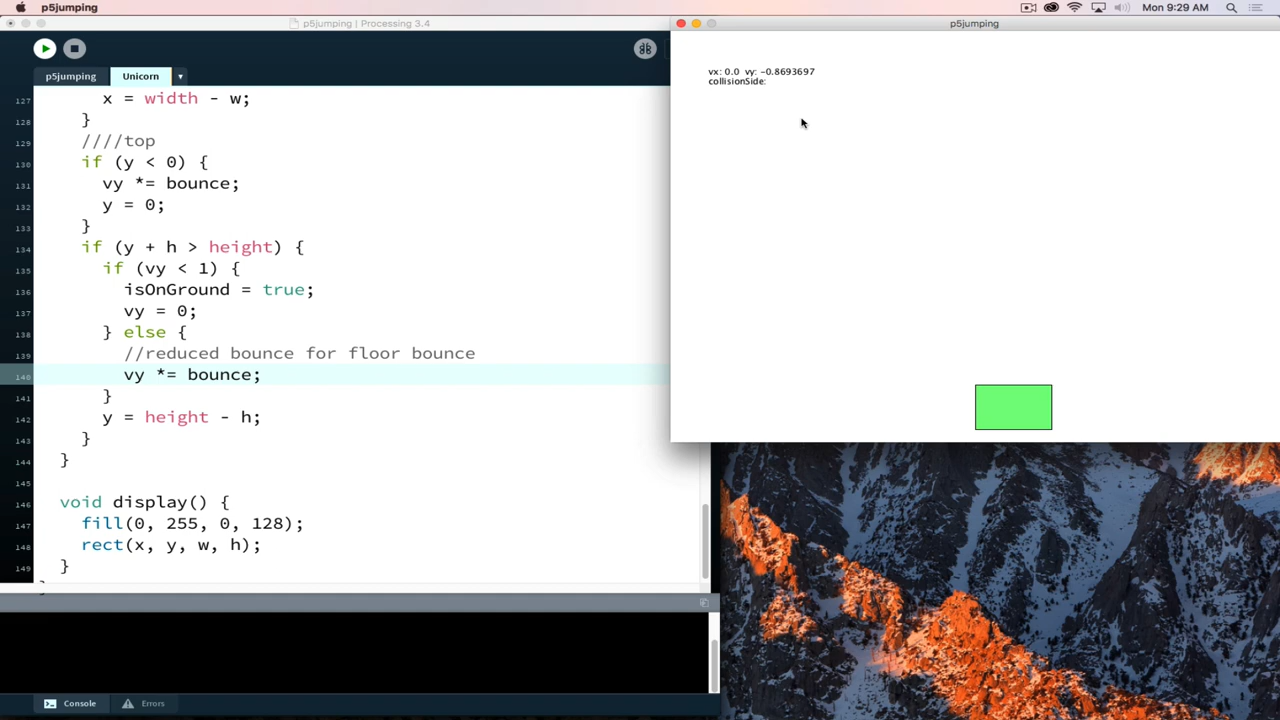 p5jumping
Mon 9:29 AM
p5jumping | Processing 3.4
p5jumping
p5jumping Unicorn
127 x = width - w;
128 }
129 ////top
130 if (y < 0) {
131 vy *= bounce;
132 y = 0;
133 }
134 if (y + h > height) {
135 if (vy < 1) {
136 isOnGround = true;
137 vy = 0;
138 } else {
139 //reduced bounce for floor bounce
140 vy *= bounce;
141 }
142 y = height - h;
143 }
144 }
145
146 void display() {
147 fill(0, 255, 0, 128);
148 rect(x, y, w, h);
149 }
vx: 0.0 vy: -0.8693697
collisionSide:
Console Errors